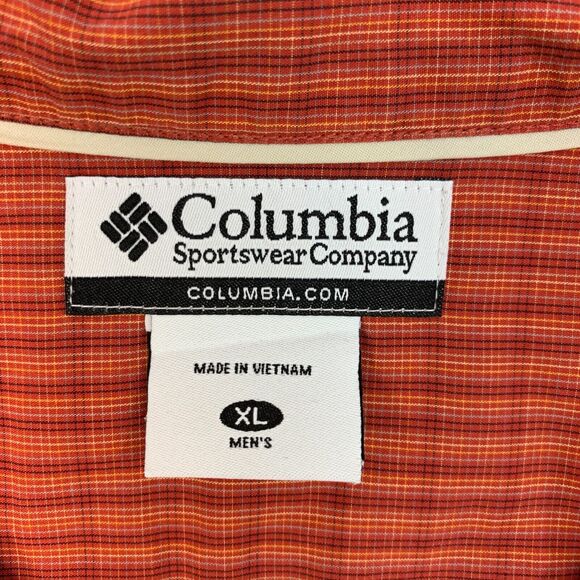 Columbia
Sportswear Company
COLUMBIA.COM
MADE IN VIETNAM
XL
MEN'S